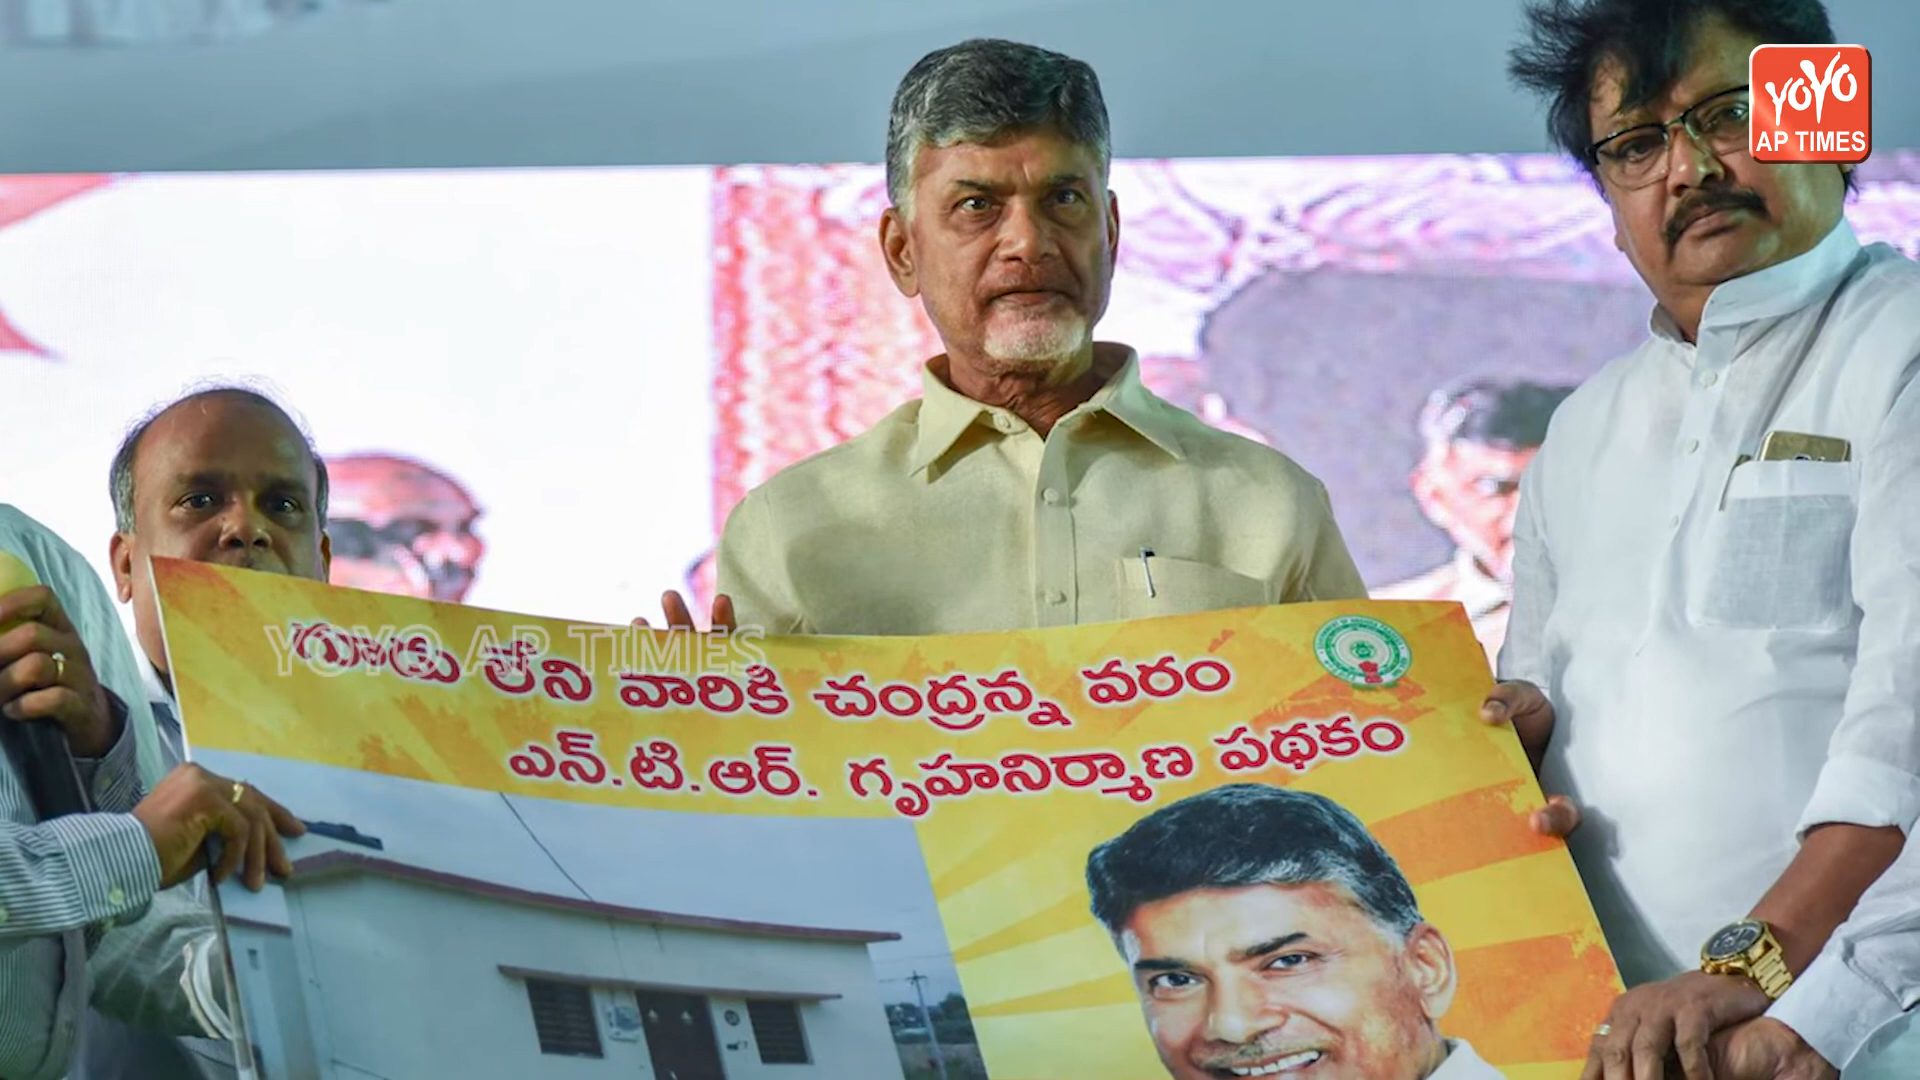 YOYO
AP TIMES
YOYO AP TIMES
గూడు లేని వారికి చంద్రన్న వరం
ఎన్.టి.ఆర్. గృహనిర్మాణ పథకం